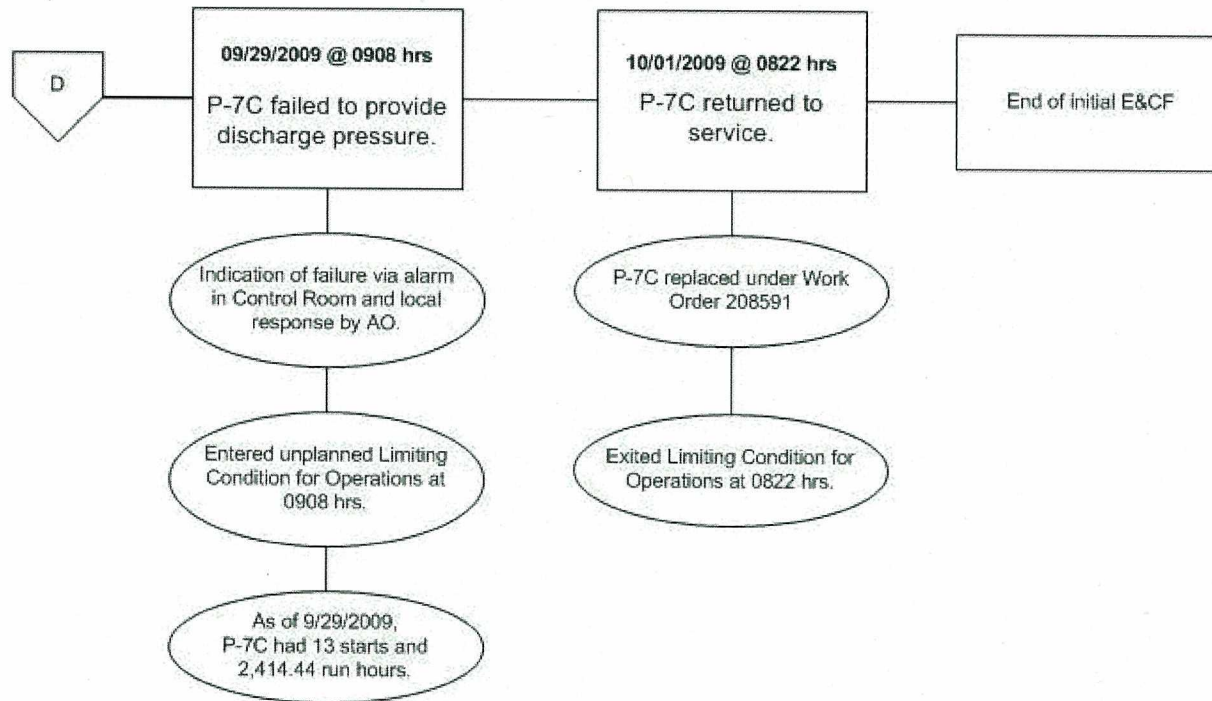 D
09/29/2009 @ 0908 hrs
P-7C failed to provide
discharge pressure.
10/01/2009 @ 0822 hrs
P-7C returned to
service.
End of initial E&CF
Indication of failure via alarm
in Control Room and local
response by AO.
Entered unplanned Limiting
Condition for Operations at
0908 hrs.
As of 9/29/2009,
P-7C had 13 starts and
2,414.44 run hours.
P-7C replaced under Work
Order 208591
Exited Limiting Condition for
Operations at 0822 hrs.